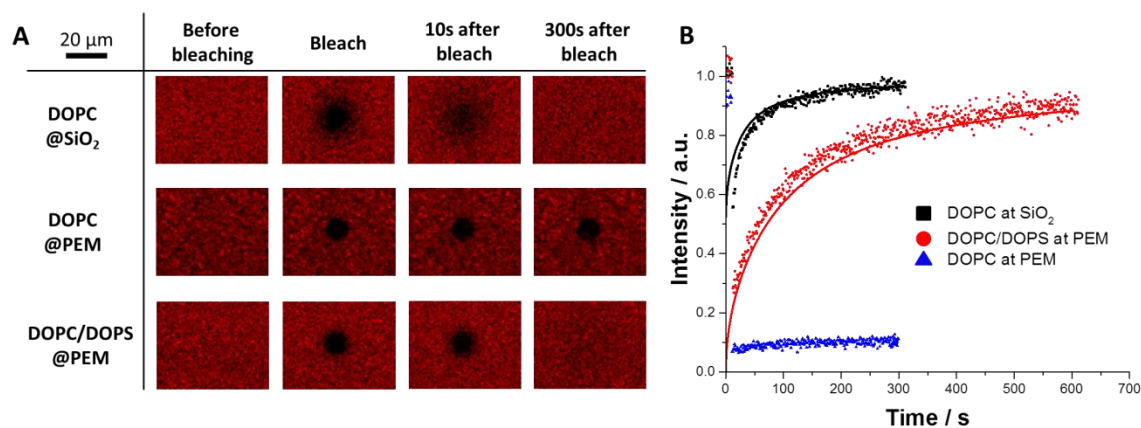 A
20 µm
Before
bleaching
Bleach
10s after
bleach
300s after
bleach
DOPC
@SiO₂
DOPC
@PEM
DOPC/DOPS
@PEM
B
Intensity / a.u.
1.0
0.8
0.6
0.4
0.2
0.0
DOPC at SiO₂
DOPC/DOPS at PEM
DOPC at PEM
0 100 200 300 400 500 600 700
Time / s